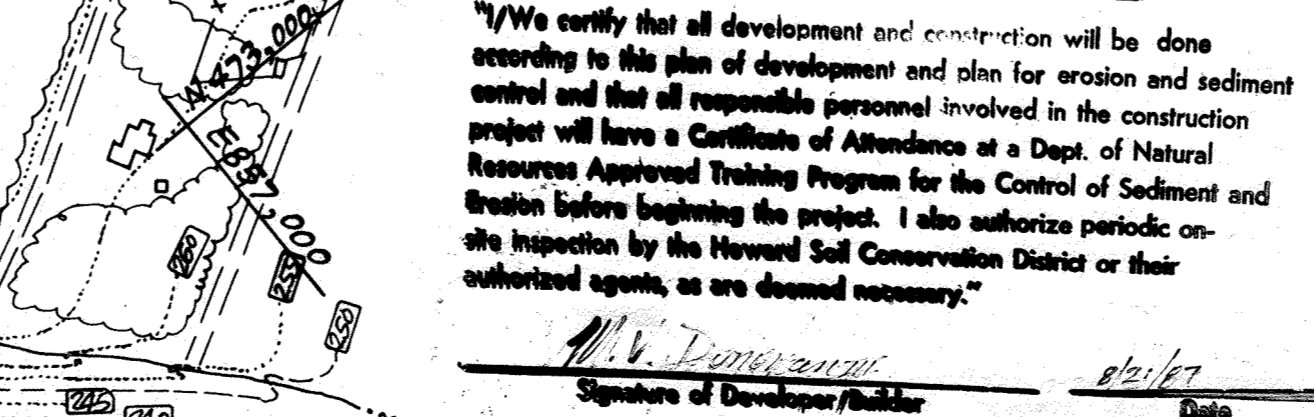 N 473,000
E 857,000
260
255
250
245
"I/We certify that all development and construction will be done
according to this plan of development and plan for erosion and sediment
control and that all responsible personnel involved in the construction
project will have a Certificate of Attendance at a Dept. of Natural
Resources Approved Training Program for the Control of Sediment and
Erosion before beginning the project. I also authorize periodic on-
site inspection by the Howard Soil Conservation District or their
authorized agents, as are deemed necessary."
8/21/87
Signature of Developer/Builder
Date